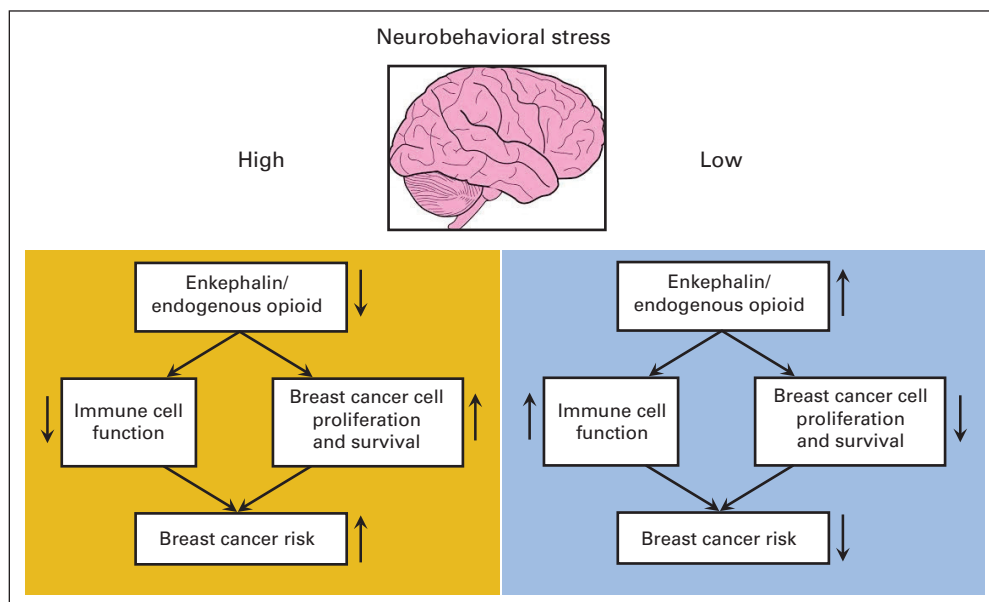 Neurobehavioral stress
High
Low
Enkephalin/
endogenous opioid
Immune cell
function
Breast cancer cell
proliferation
and survival
Breast cancer risk
Enkephalin/
endogenous opioid
Immune cell
function
Breast cancer cell
proliferation
and survival
Breast cancer risk